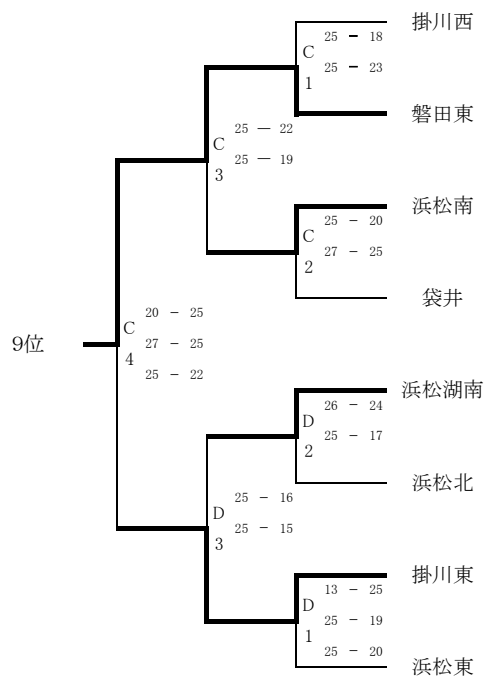 掛川西
25 － 18
C
25 － 23
1
磐田東
25 － 22
C
25 － 19
3
浜松南
25 － 20
C
27 － 25
2
袋井
20 － 25
C
9位
27 － 25
4
25 － 22
浜松湖南
26 － 24
D
25 － 17
2
浜松北
25 － 16
D
25 － 15
3
掛川東
13 － 25
D
25 － 19
1
25 － 20
浜松東